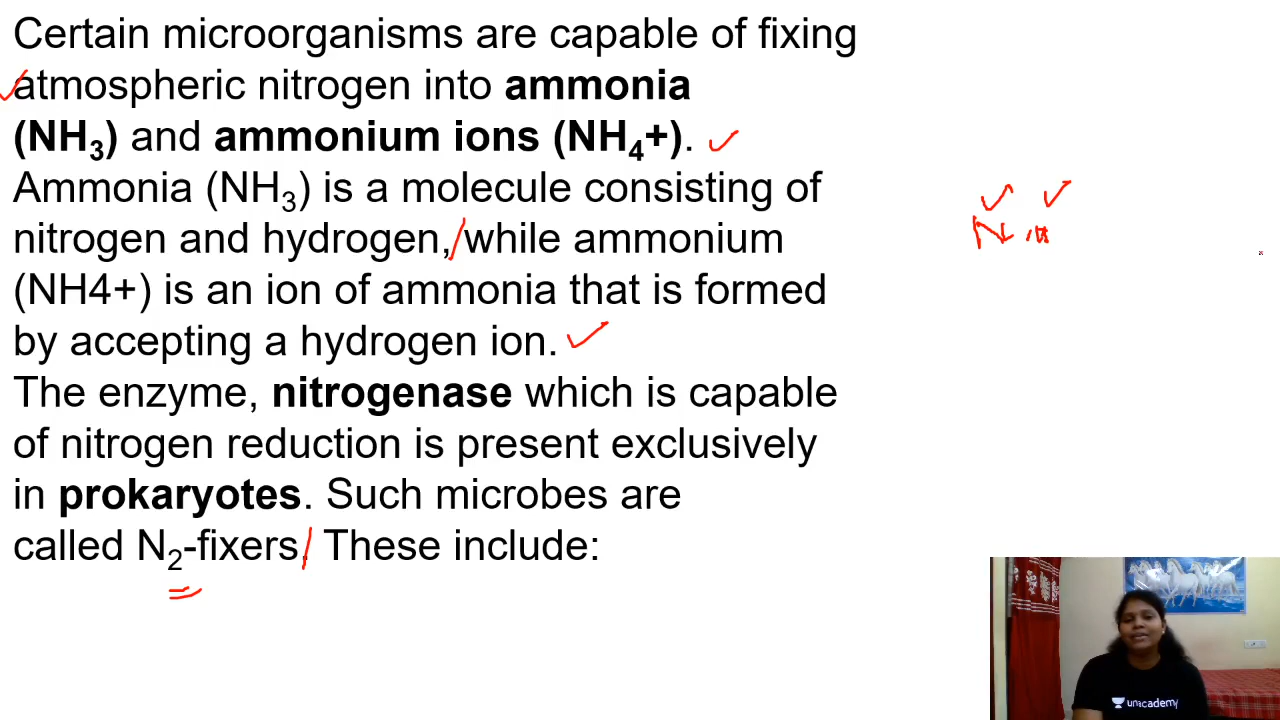 Certain microorganisms are capable of fixing
atmospheric nitrogen into ammonia
(NH₃) and ammonium ions (NH₄+).
Ammonia (NH₃) is a molecule consisting of
nitrogen and hydrogen, while ammonium
(NH4+) is an ion of ammonia that is formed
by accepting a hydrogen ion.
The enzyme, nitrogenase which is capable
of nitrogen reduction is present exclusively
in prokaryotes. Such microbes are
called N₂-fixers. These include:
unacademy